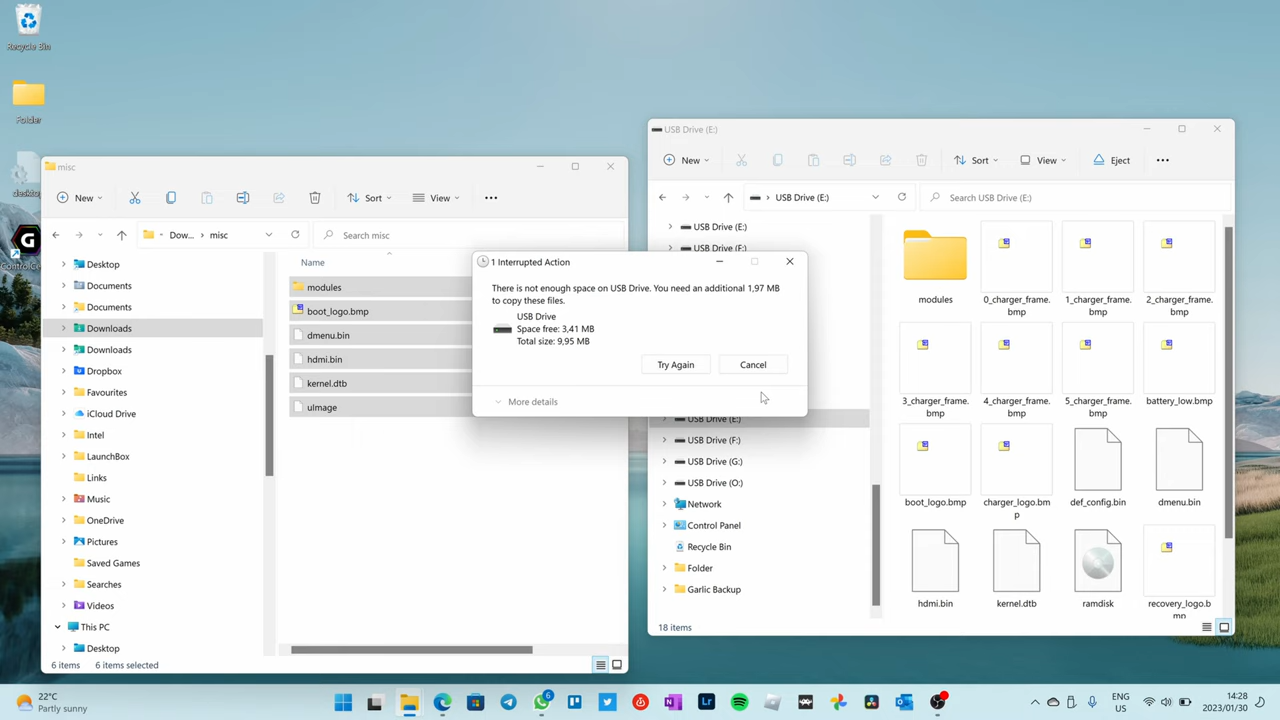 Recycle Bin
Folder
desktop
G
ControlCe
misc
New
Sort
View
Dow...
misc
Search misc
Desktop
Documents
Documents
Downloads
Downloads
Dropbox
Favourites
iCloud Drive
Intel
LaunchBox
Links
Music
OneDrive
Pictures
Saved Games
Searches
Videos
This PC
Desktop
Name
modules
boot_logo.bmp
dmenu.bin
hdmi.bin
kernel.dtb
uImage
6 items
6 items selected
1 Interrupted Action
There is not enough space on USB Drive. You need an additional 1,97 MB
to copy these files.
USB Drive
Space free: 3,41 MB
Total size: 9,95 MB
Try Again
Cancel
More details
USB Drive (E:)
New
Sort
View
Eject
USB Drive (E:)
Search USB Drive (E:)
USB Drive (E:)
USB Drive (F:)
USB Drive (E:)
USB Drive (F:)
USB Drive (G:)
USB Drive (O:)
Network
Control Panel
Recycle Bin
Folder
Garlic Backup
modules
0_charger_frame.
bmp
1_charger_frame.
bmp
2_charger_frame.
bmp
3_charger_frame.
bmp
4_charger_frame.
bmp
5_charger_frame.
bmp
battery_low.bmp
boot_logo.bmp
charger_logo.bm
p
def_config.bin
dmenu.bin
hdmi.bin
kernel.dtb
ramdisk
recovery_logo.b
mp
18 items
22°C
Partly sunny
6
N
Lr
ENG
US
14:28
2023/01/30